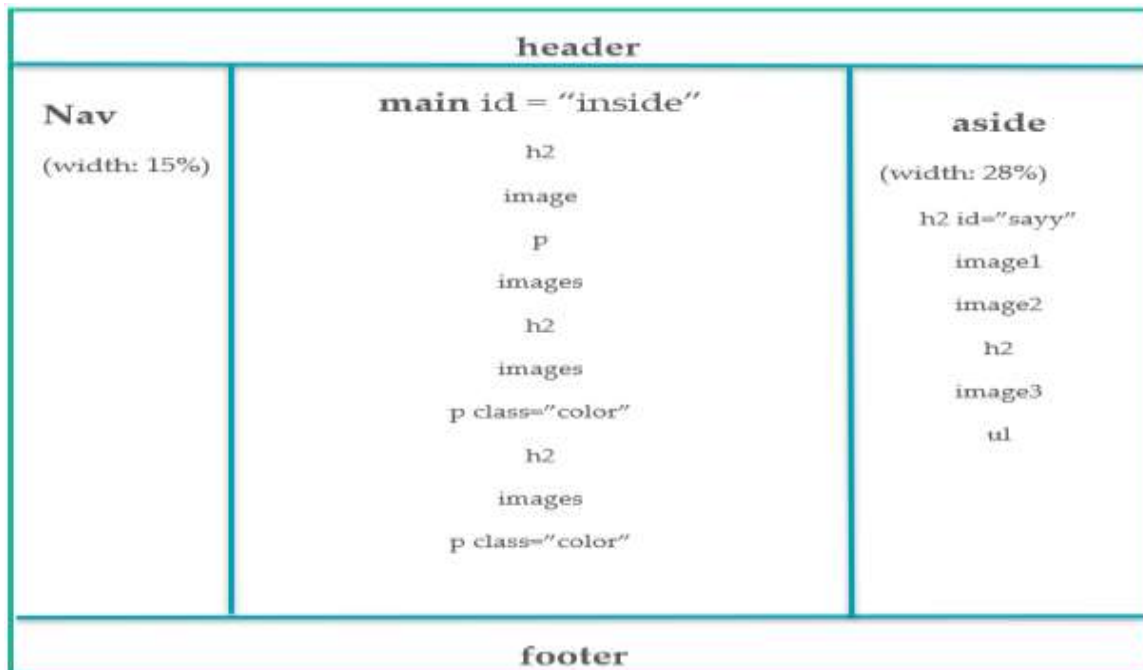 header
Nav
(width: 15%)
main id = "inside"
h2
image
p
images
h2
images
p class="color"
h2
images
p class="color"
aside
(width: 28%)
h2 id="sayy"
image1
image2
h2
image3
ul
footer